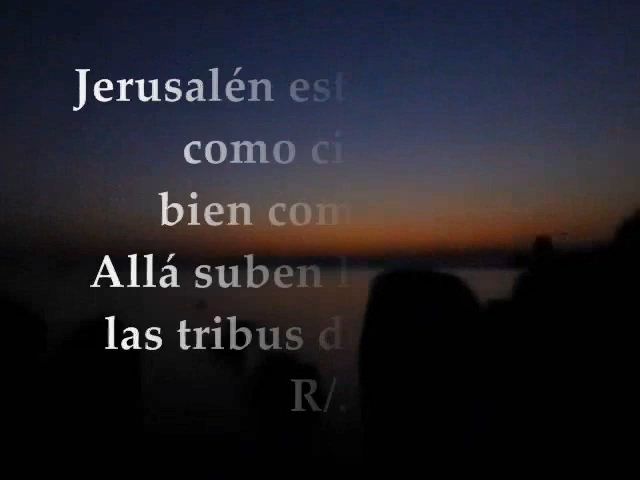 Jerusalén est
como ci
bien com
Allá suben l
las tribus d
R/.